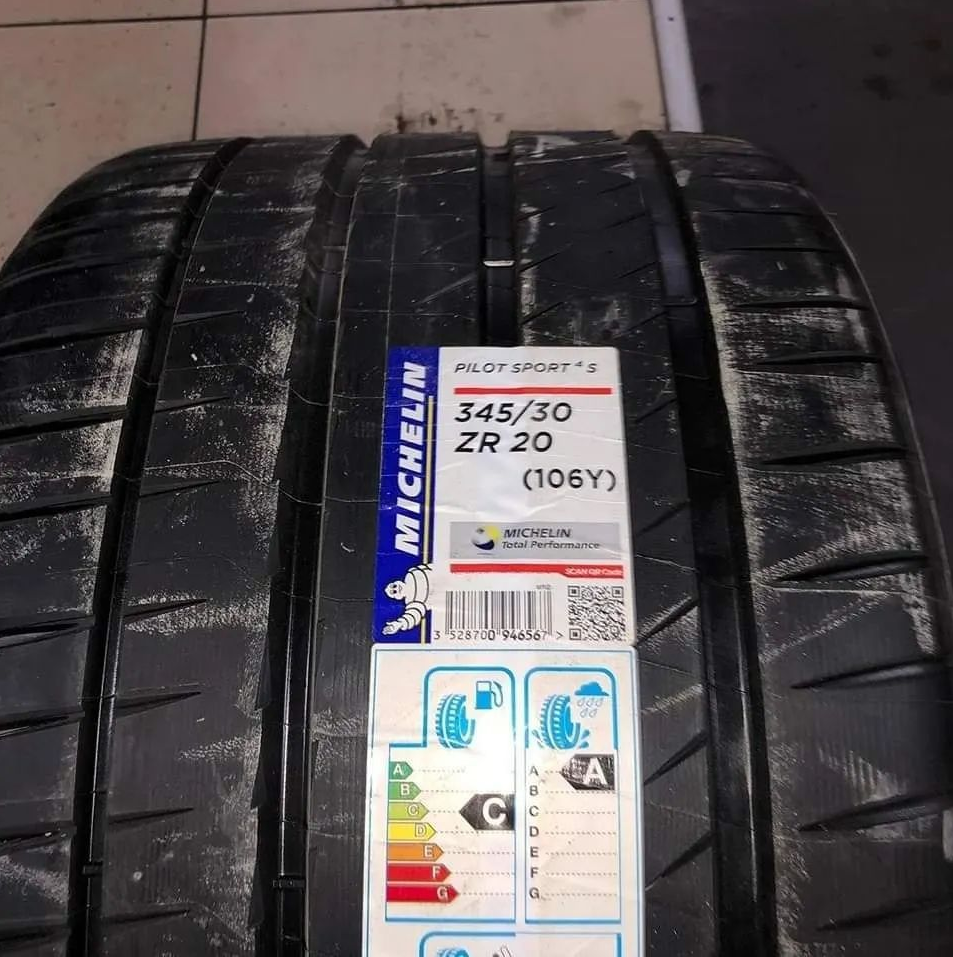 MICHELIN
PILOT SPORT 4 S
345/30
ZR 20
(106Y)
MICHELIN
Total Performance
SCAN QR Code
3 528700 946567 >
A
B
C
D
E
F
G
C
A
B
C
D
E
F
G
A